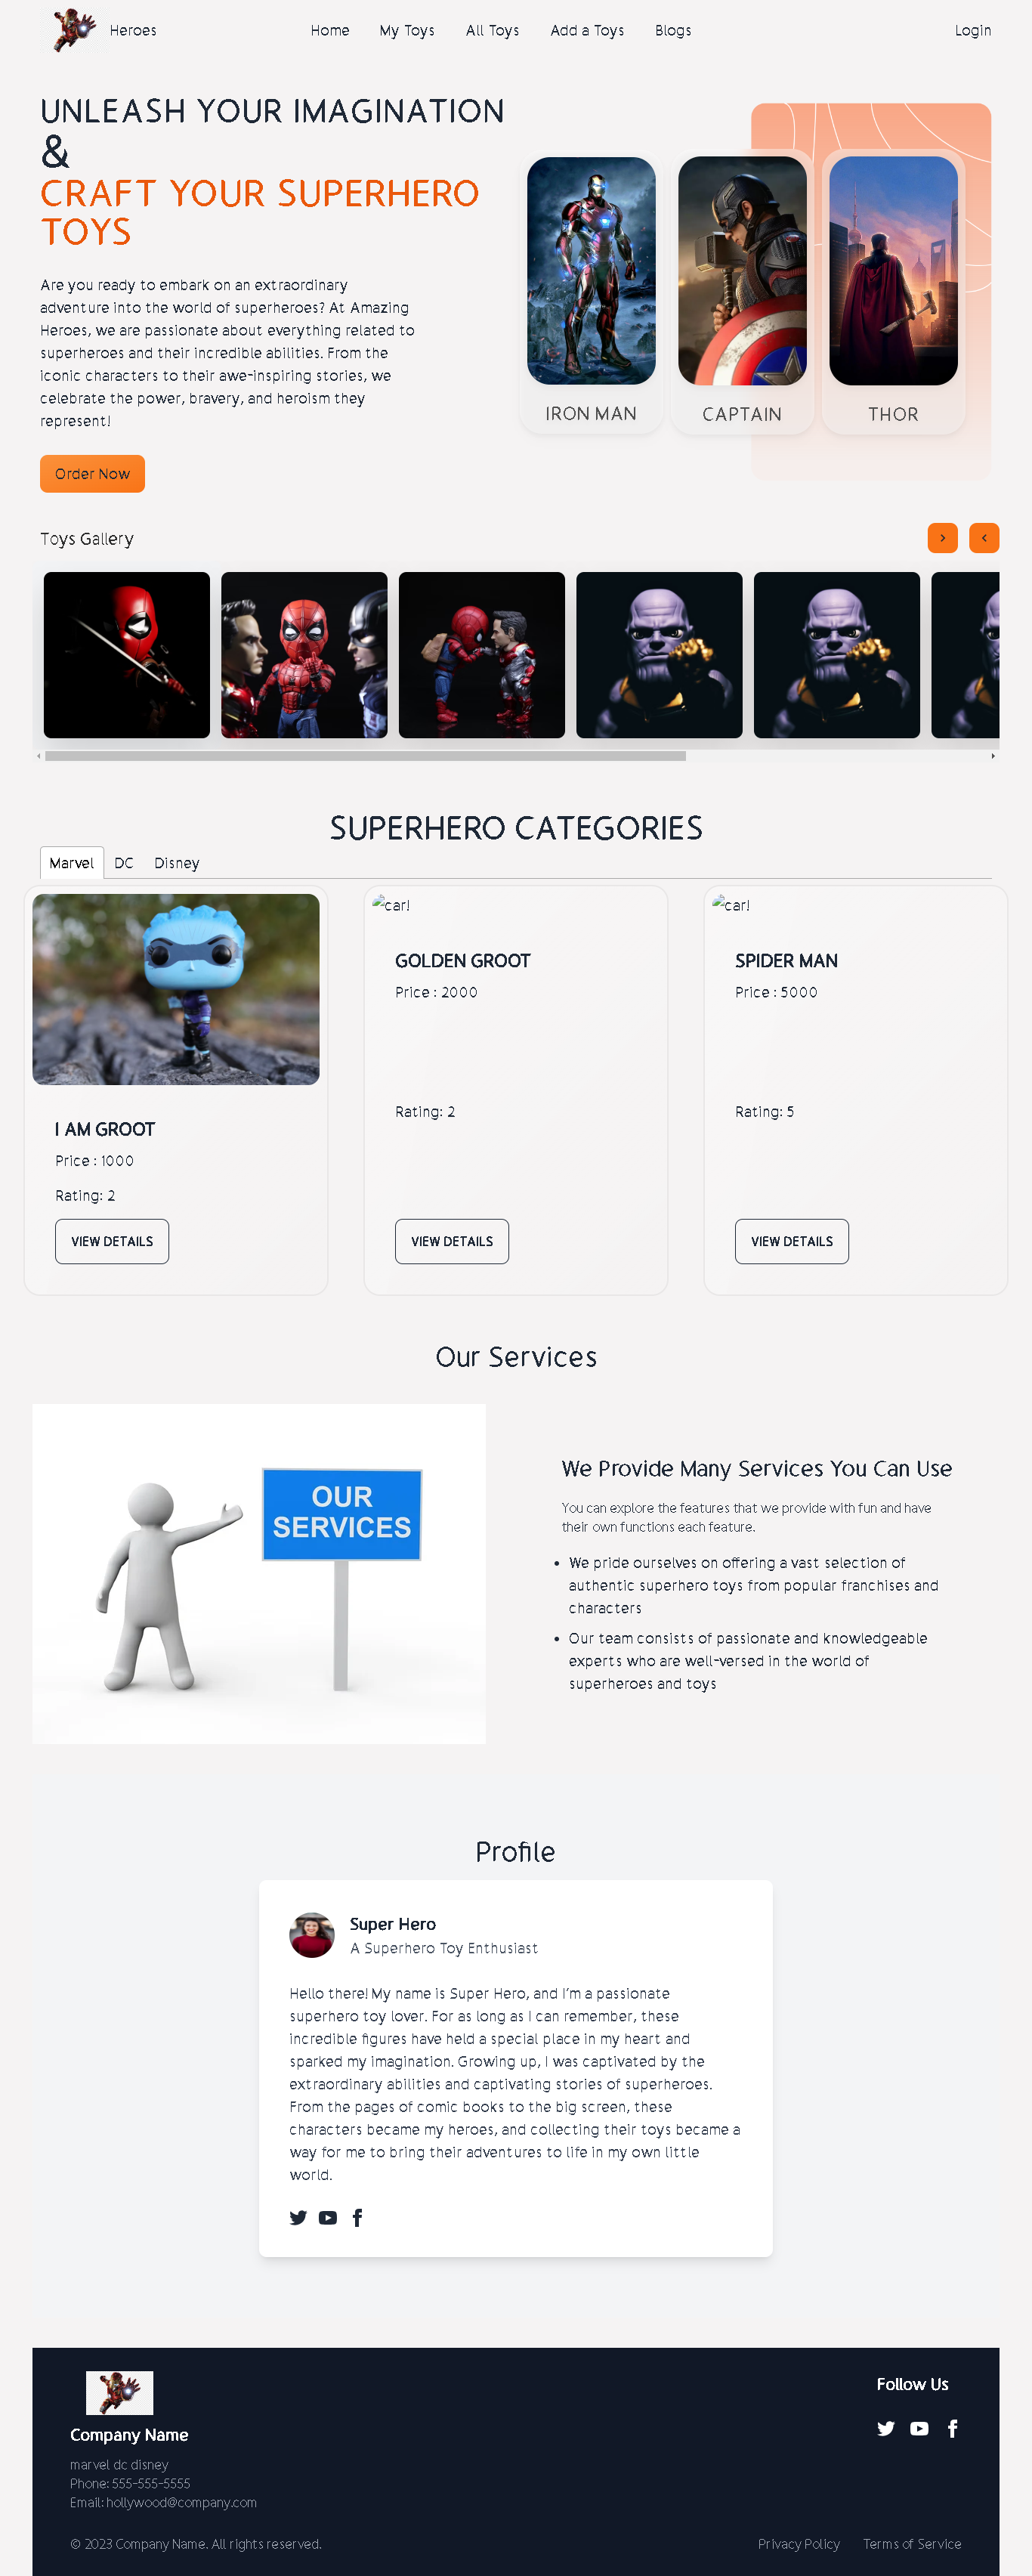 Heroes
Home
My Toys
All Toys
Add a Toys
Blogs
Login
UNLEASH YOUR IMAGINATION
&
CRAFT YOUR SUPERHERO
TOYS
Are you ready to embark on an extraordinary
adventure into the world of superheroes? At Amazing
Heroes, we are passionate about everything related to
superheroes and their incredible abilities. From the
iconic characters to their awe-inspiring stories, we
celebrate the power, bravery, and heroism they
represent!
Order Now
IRON MAN
CAPTAIN
THOR
Toys Gallery
SUPERHERO CATEGORIES
Marvel
DC
Disney
I AM GROOT
Price : 1000
Rating: 2
VIEW DETAILS
car!
GOLDEN GROOT
Price : 2000
Rating: 2
VIEW DETAILS
car!
SPIDER MAN
Price : 5000
Rating: 5
VIEW DETAILS
Our Services
OUR
SERVICES
We Provide Many Services You Can Use
You can explore the features that we provide with fun and have
their own functions each feature.
We pride ourselves on offering a vast selection of
authentic superhero toys from popular franchises and
characters
Our team consists of passionate and knowledgeable
experts who are well-versed in the world of
superheroes and toys
Profile
Super Hero
A Superhero Toy Enthusiast
Hello there! My name is Super Hero, and I'm a passionate
superhero toy lover. For as long as I can remember, these
incredible figures have held a special place in my heart and
sparked my imagination. Growing up, I was captivated by the
extraordinary abilities and captivating stories of superheroes.
From the pages of comic books to the big screen, these
characters became my heroes, and collecting their toys became a
way for me to bring their adventures to life in my own little
world.
Company Name
marvel dc disney
Phone: 555-555-5555
Email: hollywood@company.com
Follow Us
© 2023 Company Name. All rights reserved.
Privacy Policy
Terms of Service